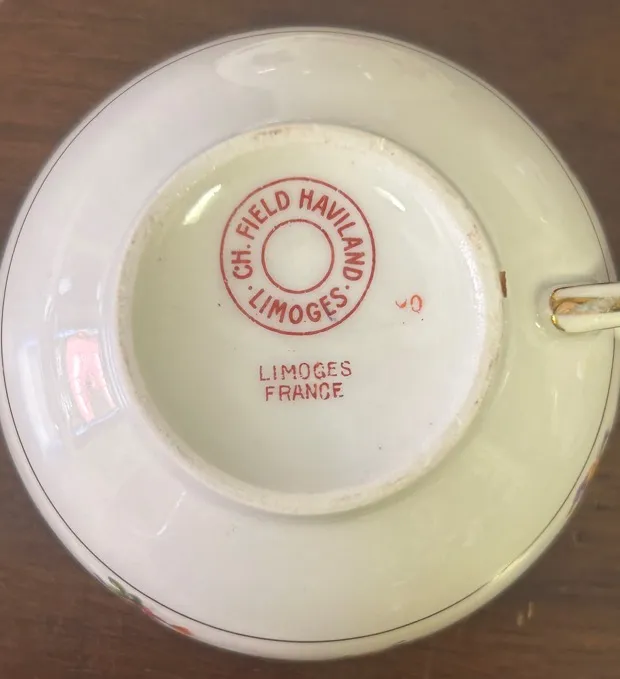 CH. FIELD HAVILAND
· LIMOGES ·
LIMOGES
FRANCE